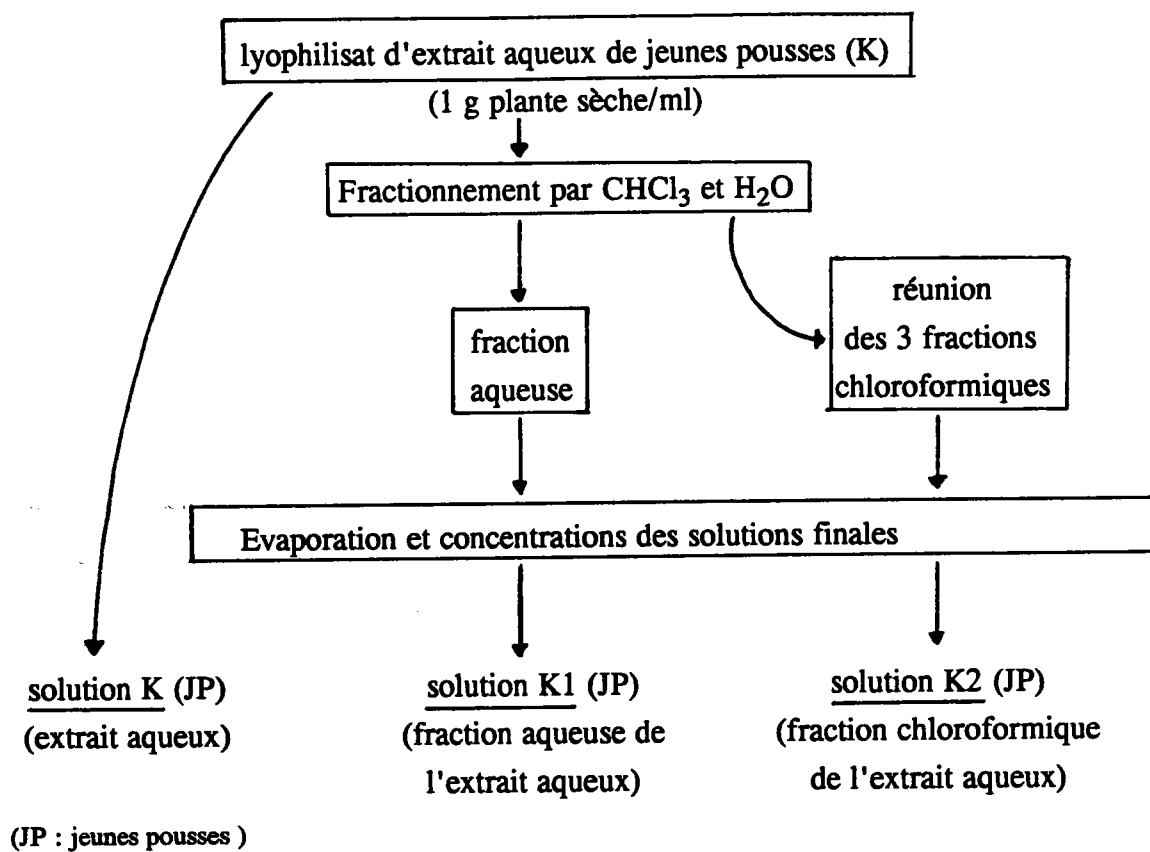 lyophilisat d'extrait aqueux de jeunes pousses (K)
(1 g plante sèche/ml)
Fractionnement par CHCl₃ et H₂O
fraction
aqueuse
réunion
des 3 fractions
chloroformiques
Evaporation et concentrations des solutions finales
solution K (JP)
(extrait aqueux)
solution K1 (JP)
(fraction aqueuse de
l'extrait aqueux)
solution K2 (JP)
(fraction chloroformique
de l'extrait aqueux)
(JP : jeunes pousses )